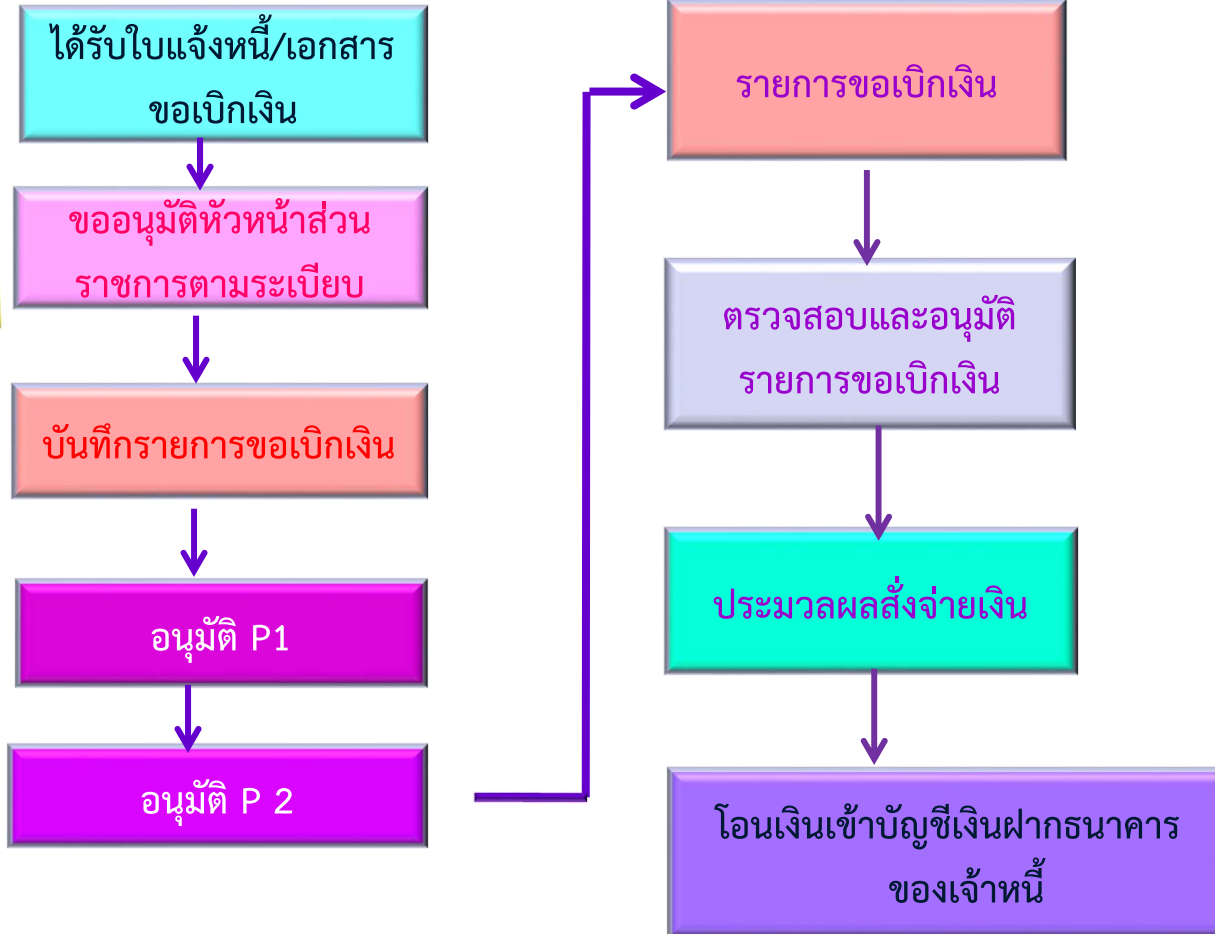 ได้รับใบแจ้งหนี้/เอกสาร
ขอเบิกเงิน
ขออนุมัติหัวหน้าส่วน
ราชการตามระเบียบ
บันทึกรายการขอเบิกเงิน
อนุมัติ P1
อนุมัติ P 2
รายการขอเบิกเงิน
ตรวจสอบและอนุมัติ
รายการขอเบิกเงิน
ประมวลผลสั่งจ่ายเงิน
โอนเงินเข้าบัญชีเงินฝากธนาคาร
ของเจ้าหนี้